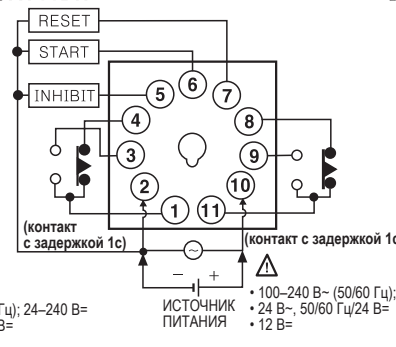 RESET
START
INHIBIT
6
5
7
4
8
3
9
2
10
1
11
(контакт
с задержкой 1с)
(контакт с задержкой 1с
~
− +
ИСТОЧНИК
ПИТАНИЯ
• 100–240 В~ (50/60 Гц);
• 24 В~, 50/60 Гц/24 В=
• 12 В=
Гц); 24–240 В=
В=